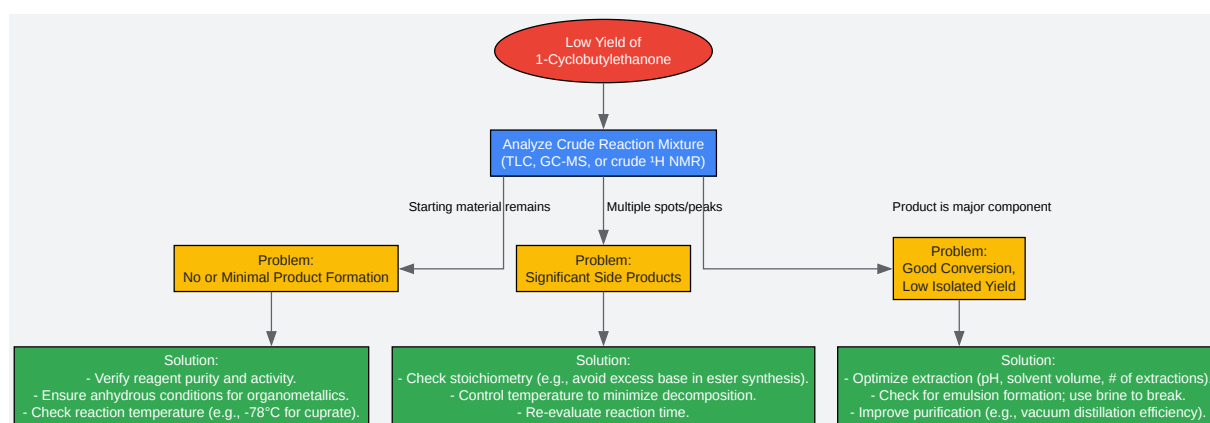 Low Yield of
1-Cyclobutylethanone
Analyze Crude Reaction Mixture
(TLC, GC-MS, or crude ¹H NMR)
Starting material remains
Multiple spots/peaks
Product is major component
Problem:
No or Minimal Product Formation
Problem:
Significant Side Products
Problem:
Good Conversion,
Low Isolated Yield
Solution:
- Verify reagent purity and activity.
- Ensure anhydrous conditions for organometallics.
- Check reaction temperature (e.g., -78°C for cuprate).
Solution:
- Check stoichiometry (e.g., avoid excess base in ester synthesis).
- Control temperature to minimize decomposition.
- Re-evaluate reaction time.
Solution:
- Optimize extraction (pH, solvent volume, # of extractions).
- Check for emulsion formation; use brine to break.
- Improve purification (e.g., vacuum distillation efficiency).